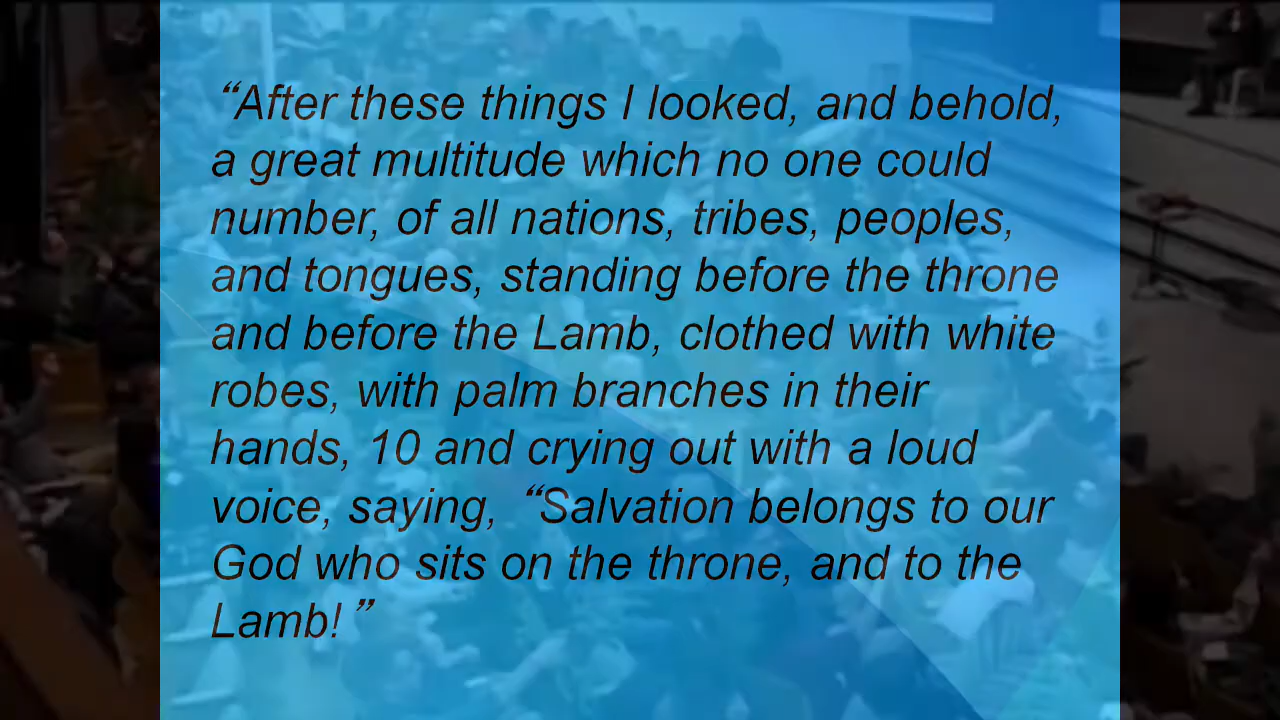 “After these things I looked, and behold,
a great multitude which no one could
number, of all nations, tribes, peoples,
and tongues, standing before the throne
and before the Lamb, clothed with white
robes, with palm branches in their
hands, 10 and crying out with a loud
voice, saying, “Salvation belongs to our
God who sits on the throne, and to the
Lamb!”